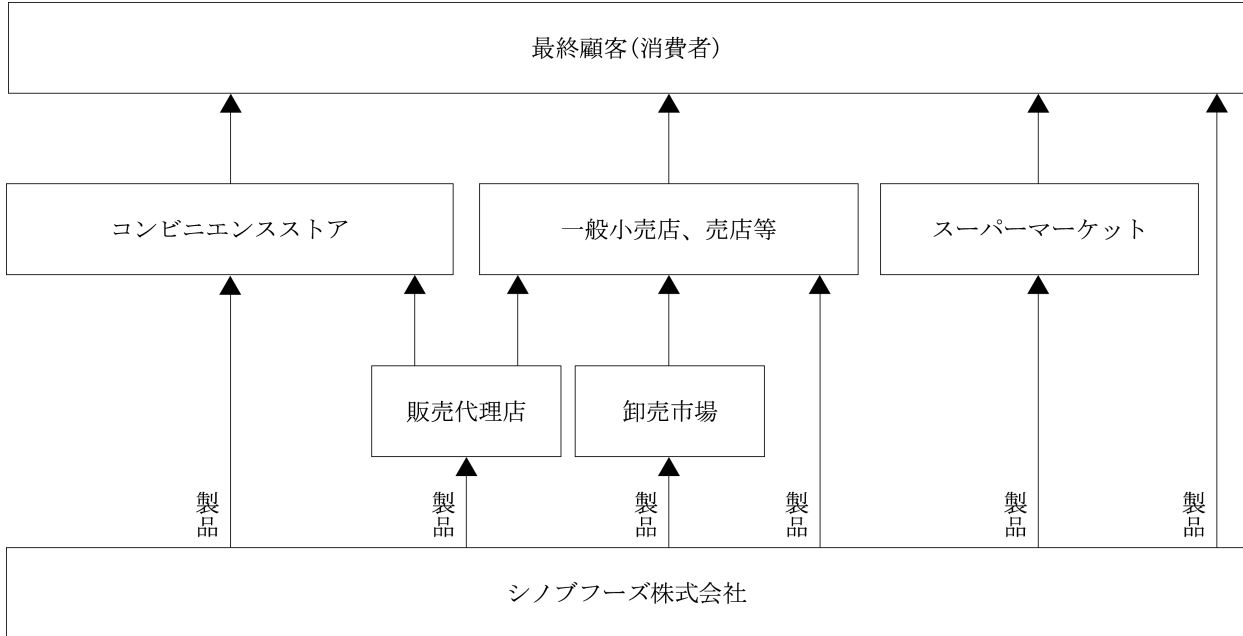 最終顧客(消費者)
コンビニエンスストア
一般小売店、売店等
スーパーマーケット
販売代理店
卸売市場
製品
製品
製品
製品
製品
製品
シノブフーズ株式会社